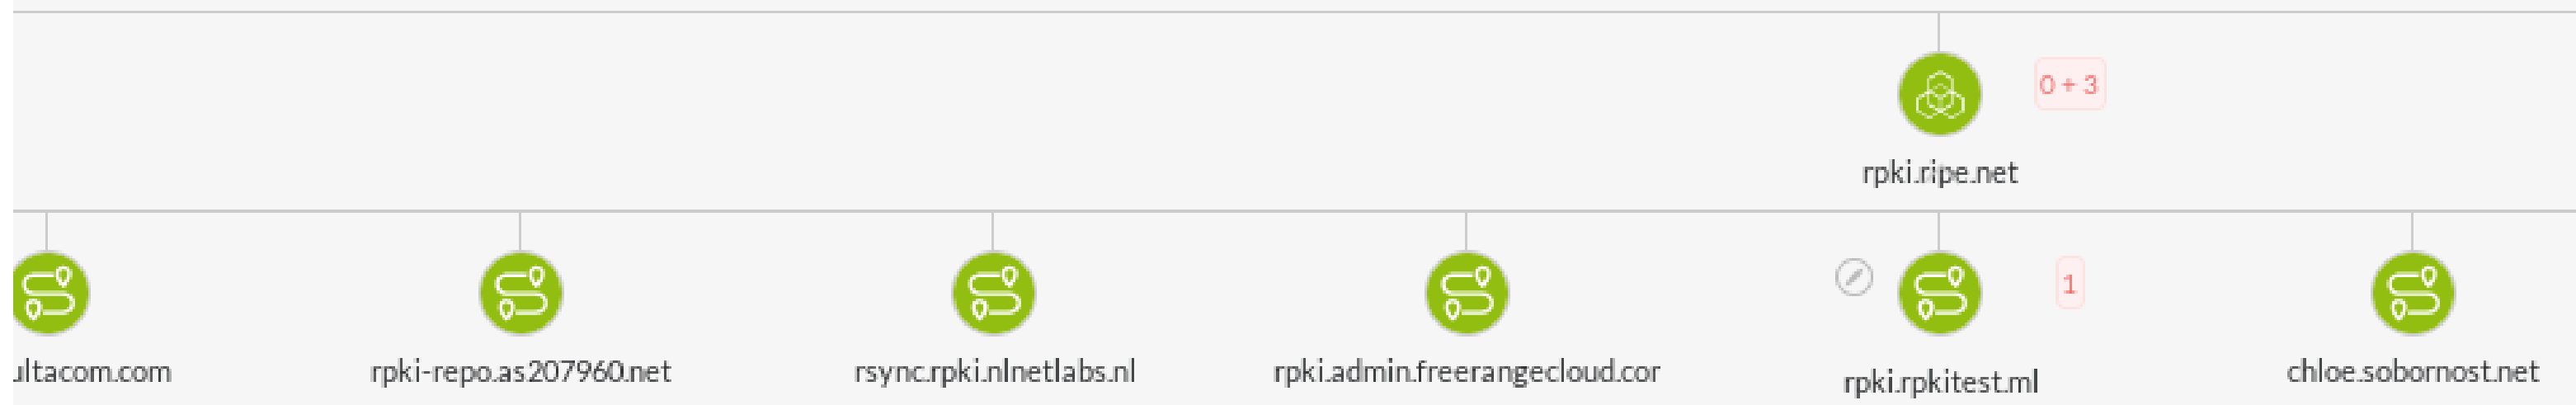 0 + 3
rpki.ripe.net
1
ultacom.com
rpki-repo.as207960.net
rsync.rpki.nlnetlabs.nl
rpki.admin.freerangecloud.cor
rpki.rpkitest.ml
chloe.sobornost.net